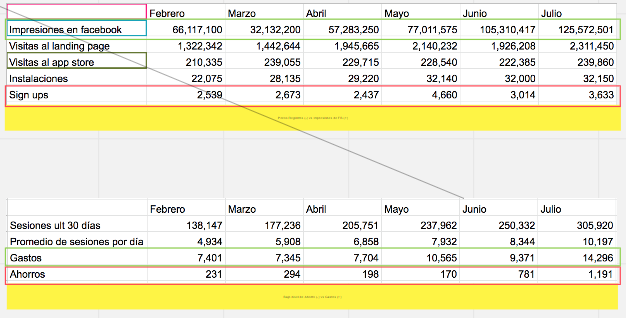 Febrero Marzo Abril Mayo Junio Julio
Impresiones en facebook 66,117,100 32,132,200 57,283,250 77,011,575 105,310,417 125,572,501
Visitas al landing page 1,322,342 1,442,644 1,945,665 2,140,232 1,926,208 2,311,450
Visitas al app store 210,335 239,055 229,715 228,540 222,385 239,860
Instalaciones 22,075 28,135 29,220 32,140 32,000 32,150
Sign ups 2,539 2,673 2,437 4,660 3,014 3,633
Febrero Marzo Abril Mayo Junio Julio
Sesiones ult 30 días 138,147 177,236 205,751 237,962 250,332 305,920
Promedio de sesiones por día 4,934 5,908 6,858 7,932 8,344 10,197
Gastos 7,401 7,345 7,704 10,565 9,371 14,296
Ahorros 231 294 198 170 781 1,191